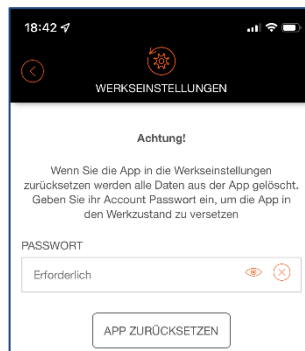 18:42
WERKSEINSTELLUNGEN
Achtung!
Wenn Sie die App in die Werkseinstellungen
zurücksetzen werden alle Daten aus der App gelöscht.
Geben Sie ihr Account Passwort ein, um die App in
den Werkzustand zu versetzen
PASSWORT
Erforderlich
APP ZURÜCKSETZEN